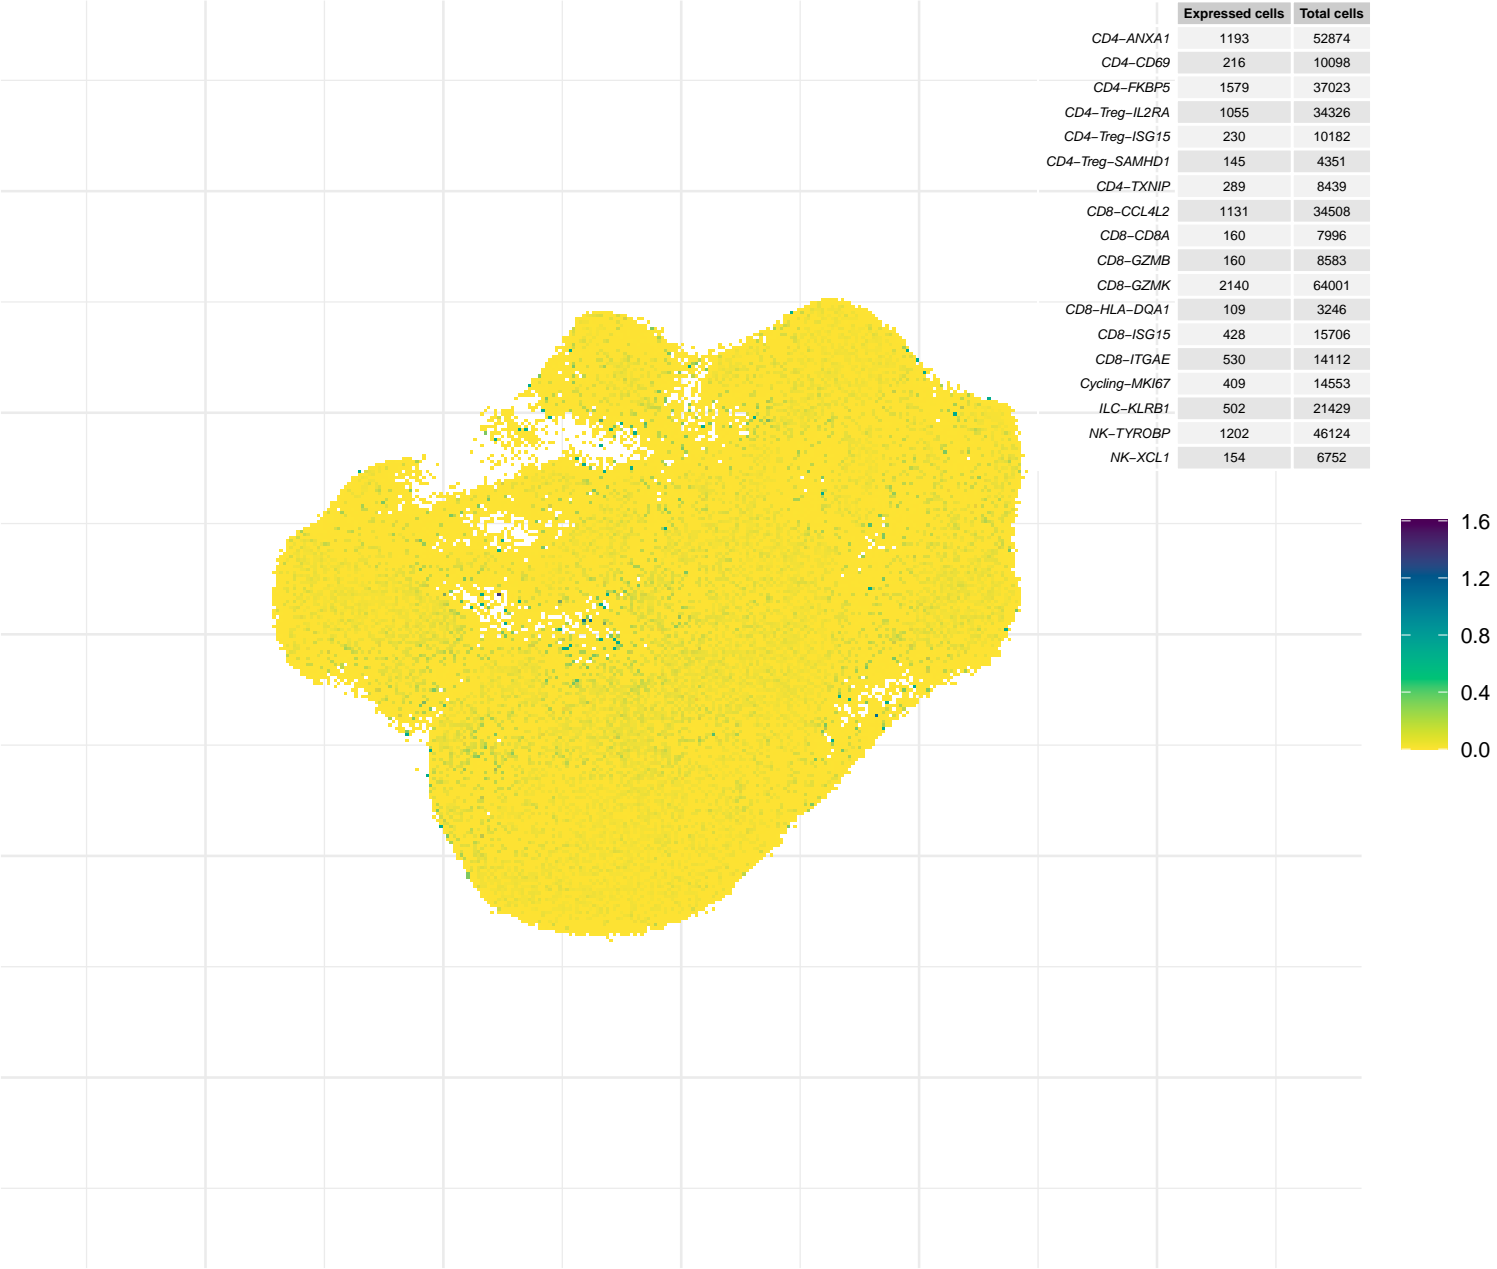 Expressed cells Total cells
CD4−ANXA1 1193 52874
CD4−CD69 216 10098
CD4−FKBP5 1579 37023
CD4−Treg−IL2RA 1055 34326
CD4−Treg−ISG15 230 10182
CD4−Treg−SAMHD1 145 4351
CD4−TXNIP 289 8439
CD8−CCL4L2 1131 34508
CD8−CD8A 160 7996
CD8−GZMB 160 8583
CD8−GZMK 2140 64001
CD8−HLA−DQA1 109 3246
CD8−ISG15 428 15706
CD8−ITGAE 530 14112
Cycling−MKI67 409 14553
ILC−KLRB1 502 21429
NK−TYROBP 1202 46124
NK−XCL1 154 6752
1.6
1.2
0.8
0.4
0.0